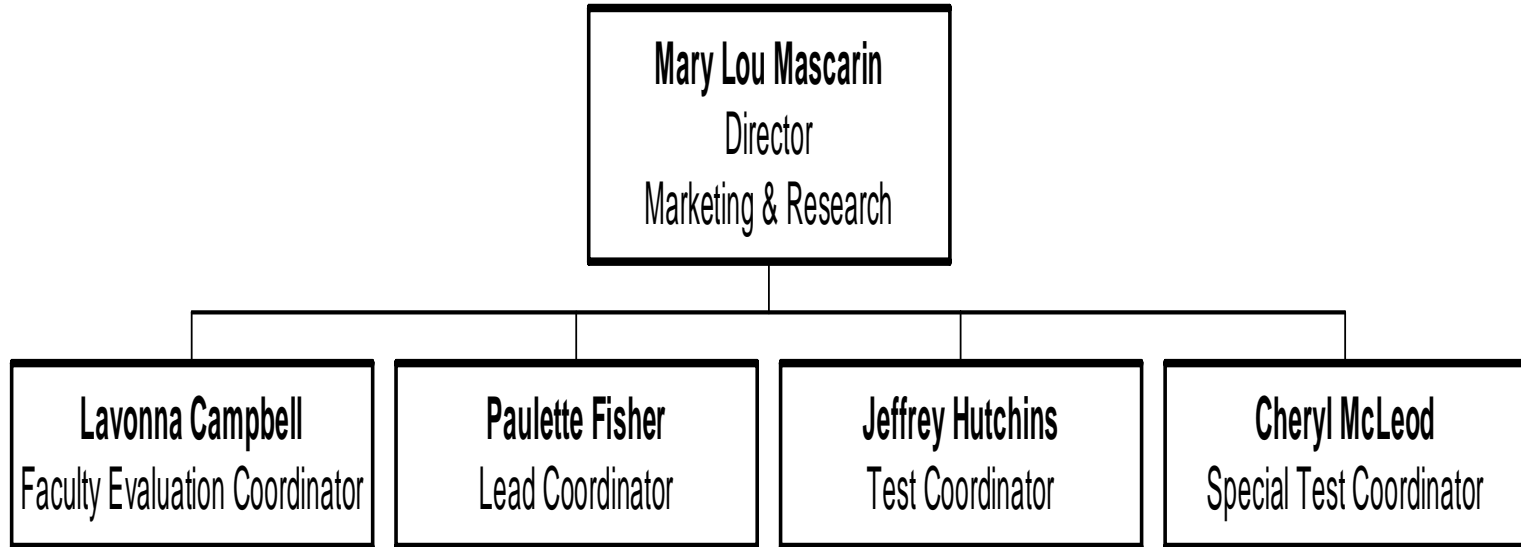 Mary Lou Mascarin
Director
Marketing & Research
Lavonna Campbell
Faculty Evaluation Coordinator
Paulette Fisher
Lead Coordinator
Jeffrey Hutchins
Test Coordinator
Cheryl McLeod
Special Test Coordinator